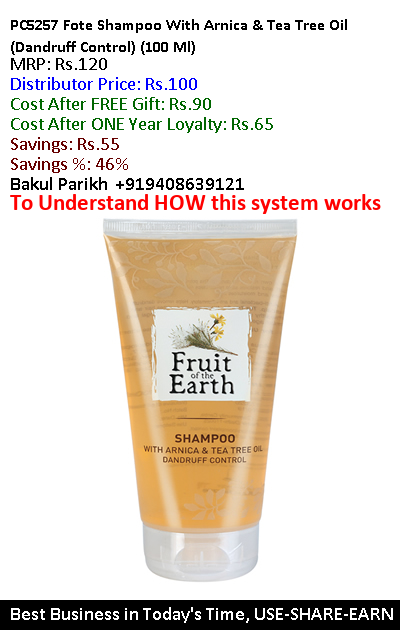 PC5257 Fote Shampoo With Arnica & Tea Tree Oil
(Dandruff Control) (100 Ml)
MRP: Rs.120
Distributor Price: Rs.100
Cost After FREE Gift: Rs.90
Cost After ONE Year Loyalty: Rs.65
Savings: Rs.55
Savings %: 46%
Bakul Parikh +919408639121
To Understand HOW this system works
Fruit
of the
Earth
SHAMPOO
WITH ARNICA & TEA TREE OIL
DANDRUFF CONTROL
Best Business in Today's Time, USE-SHARE-EARN